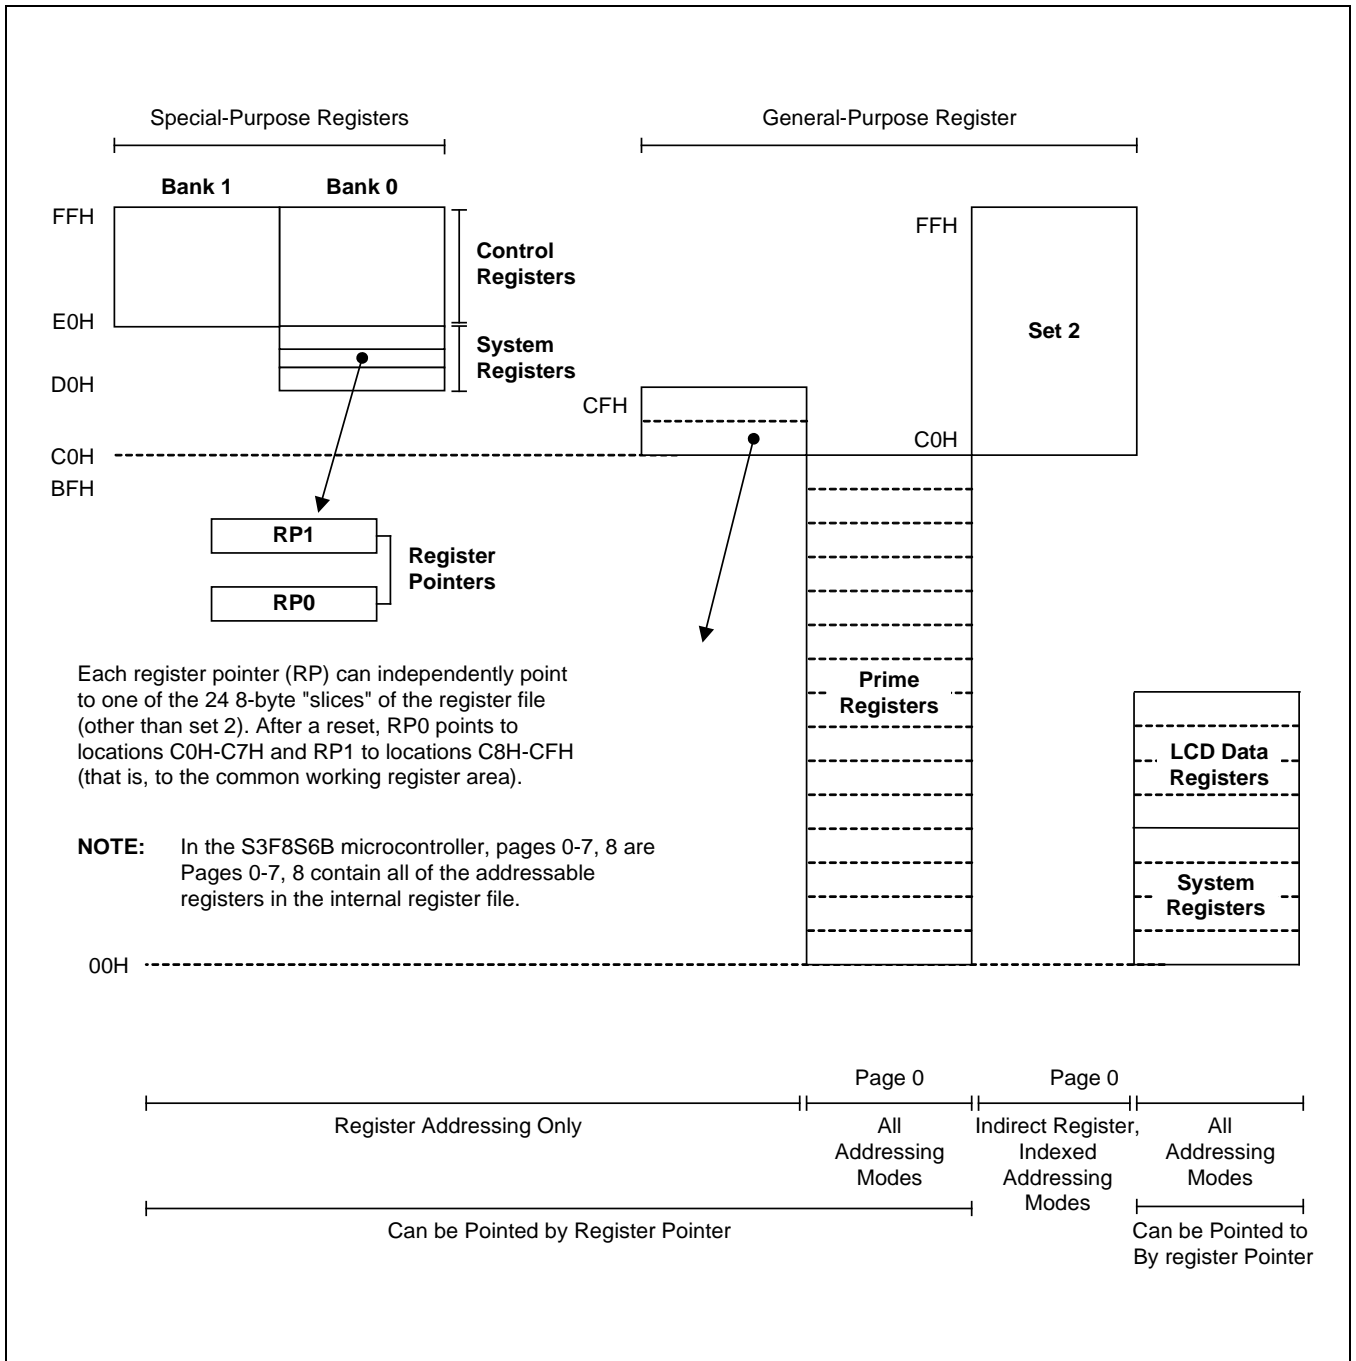 Special-Purpose Registers
General-Purpose Register
Bank 1
Bank 0
FFH
E0H
D0H
C0H
BFH
Control
Registers
System
Registers
RP1
RP0
Register
Pointers
CFH
FFH
C0H
Set 2
Prime
Registers
LCD Data
Registers
System
Registers
Each register pointer (RP) can independently point
to one of the 24 8-byte "slices" of the register file
(other than set 2). After a reset, RP0 points to
locations C0H-C7H and RP1 to locations C8H-CFH
(that is, to the common working register area).
NOTE: In the S3F8S6B microcontroller, pages 0-7, 8 are
Pages 0-7, 8 contain all of the addressable
registers in the internal register file.
00H
Page 0
Page 0
Register Addressing Only
All
Addressing
Modes
Indirect Register,
Indexed
Addressing
Modes
All
Addressing
Modes
Can be Pointed by Register Pointer
Can be Pointed to
By register Pointer